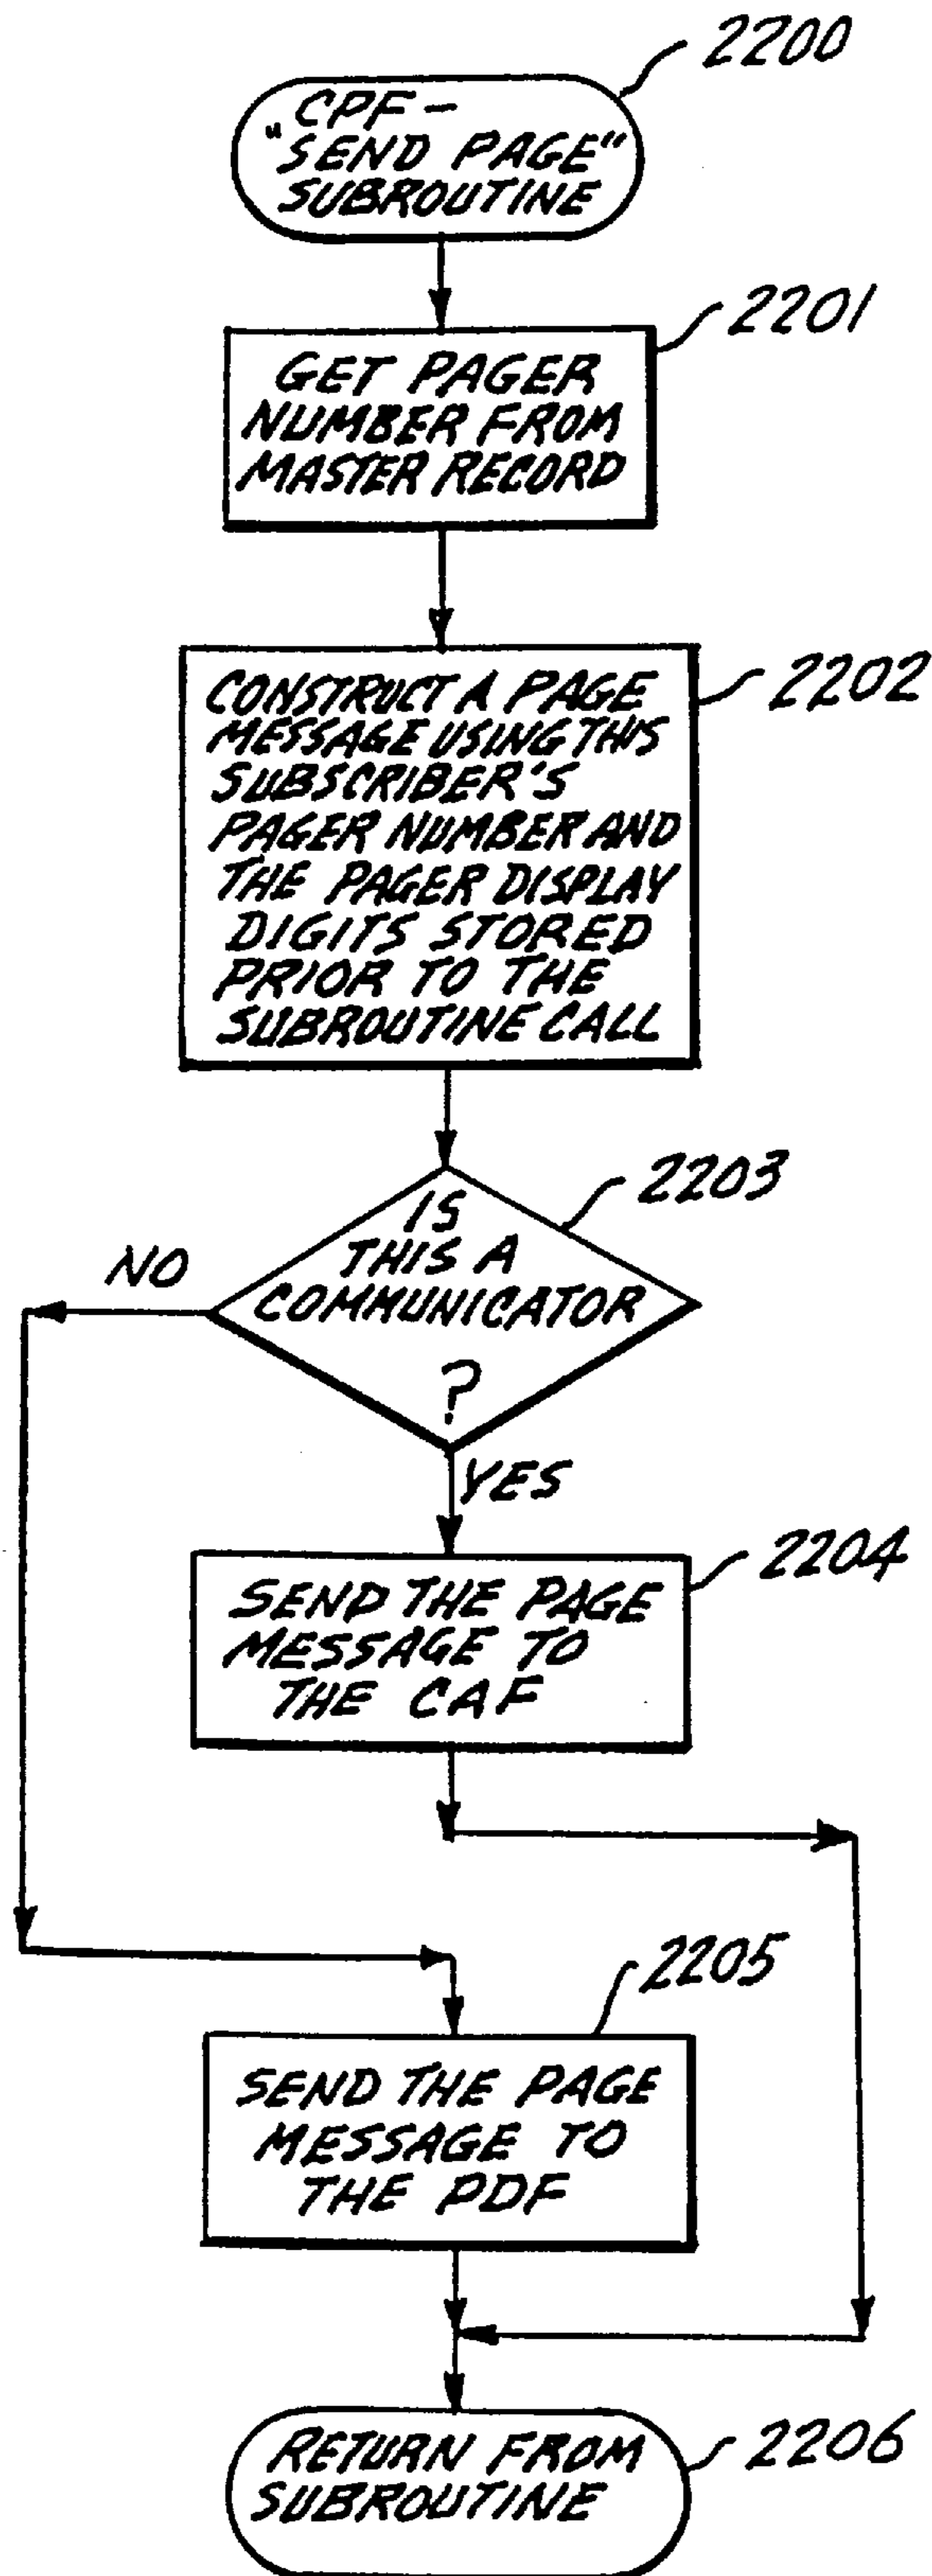 2200
CPF-
"SEND PAGE"
SUBROUTINE
2201
GET PAGER
NUMBER FROM
MASTER RECORD
2202
CONSTRUCT A PAGE
MESSAGE USING THIS
SUBSCRIBER'S
PAGER NUMBER AND
THE PAGER DISPLAY
DIGITS STORED
PRIOR TO THE
SUBROUTINE CALL
2203
IS
THIS A
COMMUNICATOR
?
NO
YES
2204
SEND THE PAGE
MESSAGE TO
THE CAF
2205
SEND THE PAGE
MESSAGE TO
THE PDF
2206
RETURN FROM
SUBROUTINE